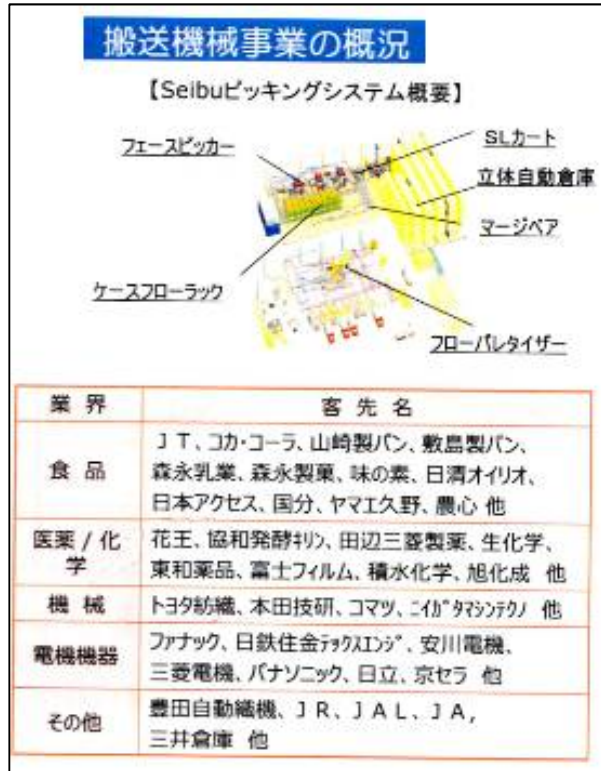 搬送機械事業の概況
【Seibuピッキングシステム概要】
フェースピッカー
SLカート
立体自動倉庫
マージペア
ケースフローラック
フローパレタイザー
業 界
客 先 名
食 品
ＪＴ、コカ・コーラ、山崎製パン、敷島製パン、
森永乳業、森永製菓、味の素、日清オイリオ、
日本アクセス、国分、ヤマエ久野、農心 他
医薬 / 化
学
花王、協和発酵ｷﾘﾝ、田辺三菱製薬、生化学、
東和薬品、富士フィルム、積水化学、旭化成 他
機 械
トヨタ紡織、本田技研、コマツ、ﾆｲｶﾞﾀﾏｼﾝﾃｸﾉ 他
電機機器
ファナック、日鉄住金ﾃｯｸｽｴﾝｼﾞ、安川電機、
三菱電機、パナソニック、日立、京セラ 他
その他
豊田自動織機、ＪＲ、ＪＡＬ、ＪＡ,
三井倉庫 他